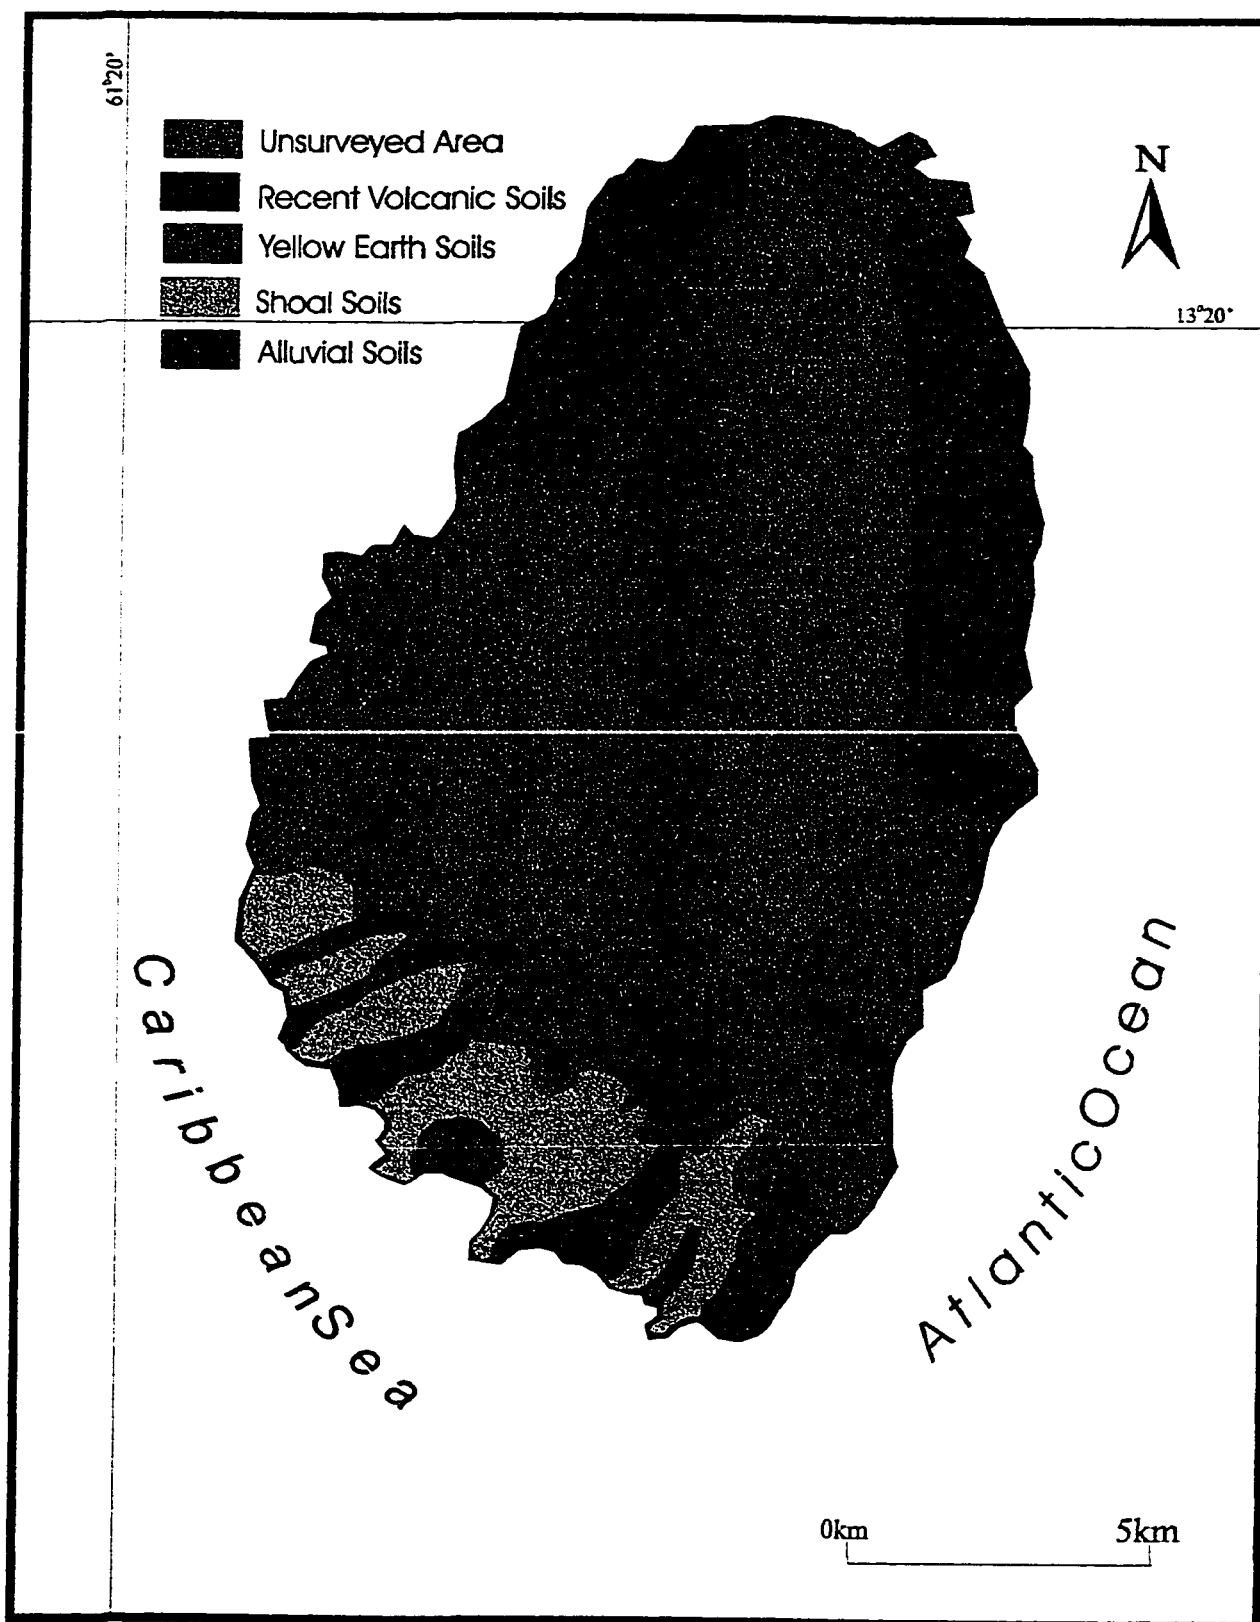 61°20'
Unsurveyed Area
Recent Volcanic Soils
Yellow Earth Soils
Shoal Soils
Alluvial Soils
N
13°20'
Caribbean Sea
Atlantic Ocean
0km 5km